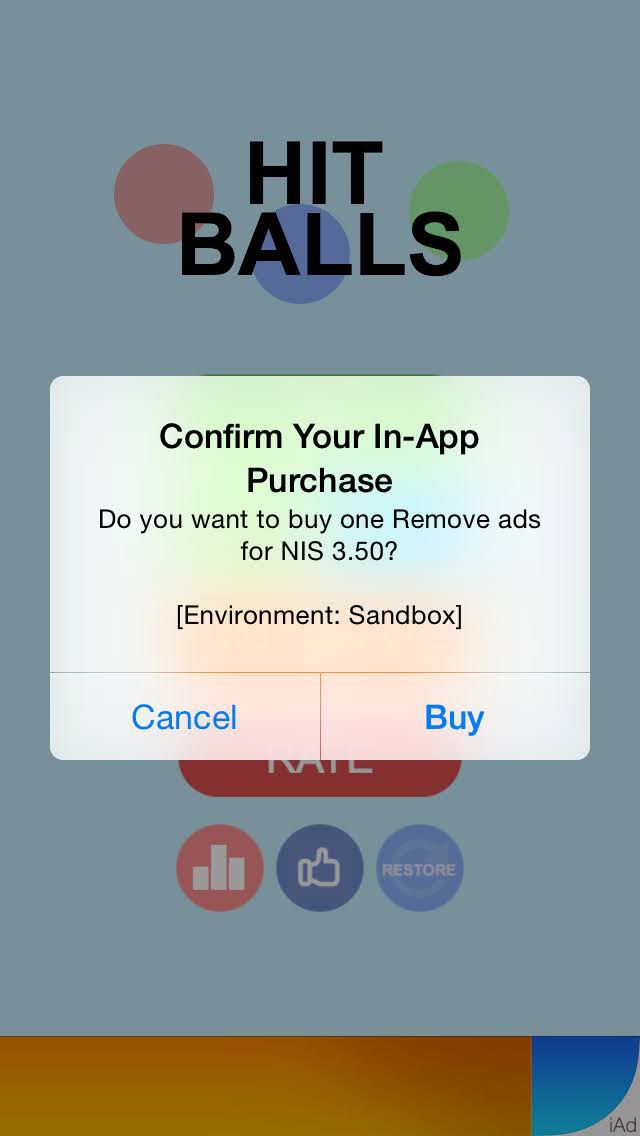 HIT
BALLS
Confirm Your In-App
Purchase
Do you want to buy one Remove ads
for NIS 3.50?
[Environment: Sandbox]
Cancel
Buy
RATE
RESTORE
iAd